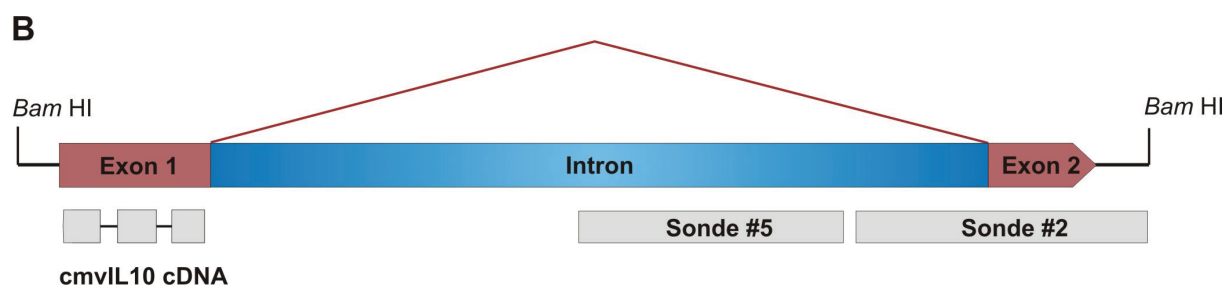 B
Bam HI
Bam HI
Exon 1
Intron
Exon 2
Sonde #5
Sonde #2
cmvIL10 cDNA